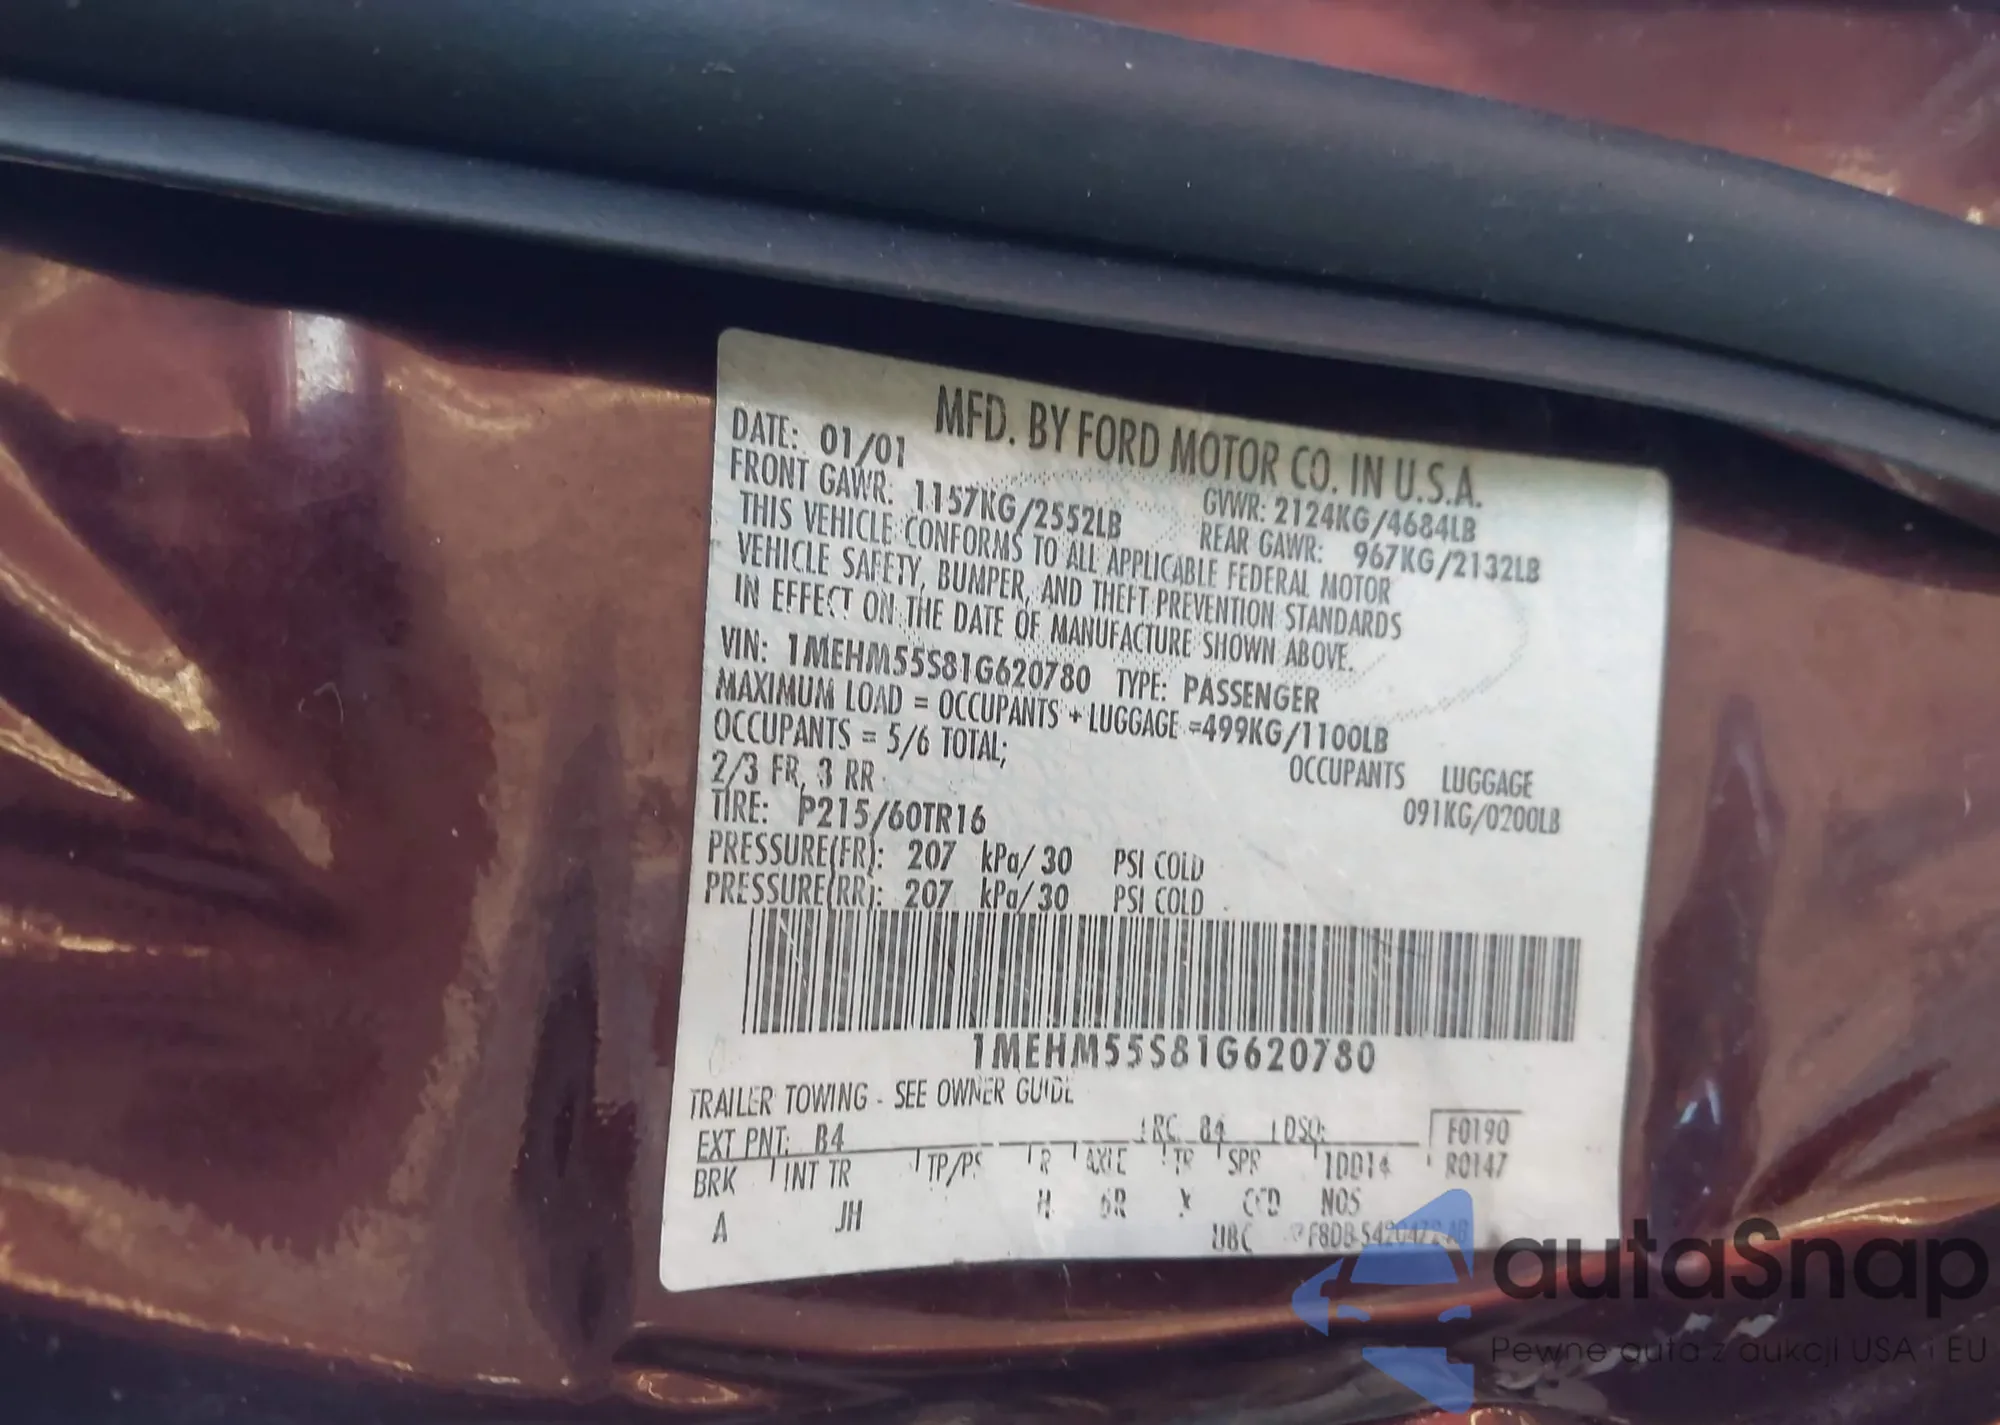 MFD. BY FORD MOTOR CO. IN U.S.A.
DATE: 01/01 GVWR: 2124KG/4684LB
FRONT GAWR: 1157KG/2552LB REAR GAWR: 967KG/2132LB
THIS VEHICLE CONFORMS TO ALL APPLICABLE FEDERAL MOTOR
VEHICLE SAFETY, BUMPER, AND THEFT PREVENTION STANDARDS
IN EFFECT ON THE DATE OF MANUFACTURE SHOWN ABOVE.
VIN: 1MEHM55S81G620780 TYPE: PASSENGER
MAXIMUM LOAD = OCCUPANTS + LUGGAGE =499KG/1100LB
OCCUPANTS = 5/6 TOTAL; OCCUPANTS LUGGAGE
2/3 FR, 3 RR 091KG/0200LB
TIRE: P215/60TR16
PRESSURE(FR): 207 kPa/ 30 PSI COLD
PRESSURE(RR): 207 kPa/ 30 PSI COLD
1MEHM55S81G620780
TRAILER TOWING - SEE OWNER GUIDE
EXT PNT: B4 RC: 84 DSO: F0190
BRK INT TR TP/PS R AXLE TR SPR 1DD14 R0147
A JH NOS
UBC
autaSnap
Pewne auta z aukcji USA i EU